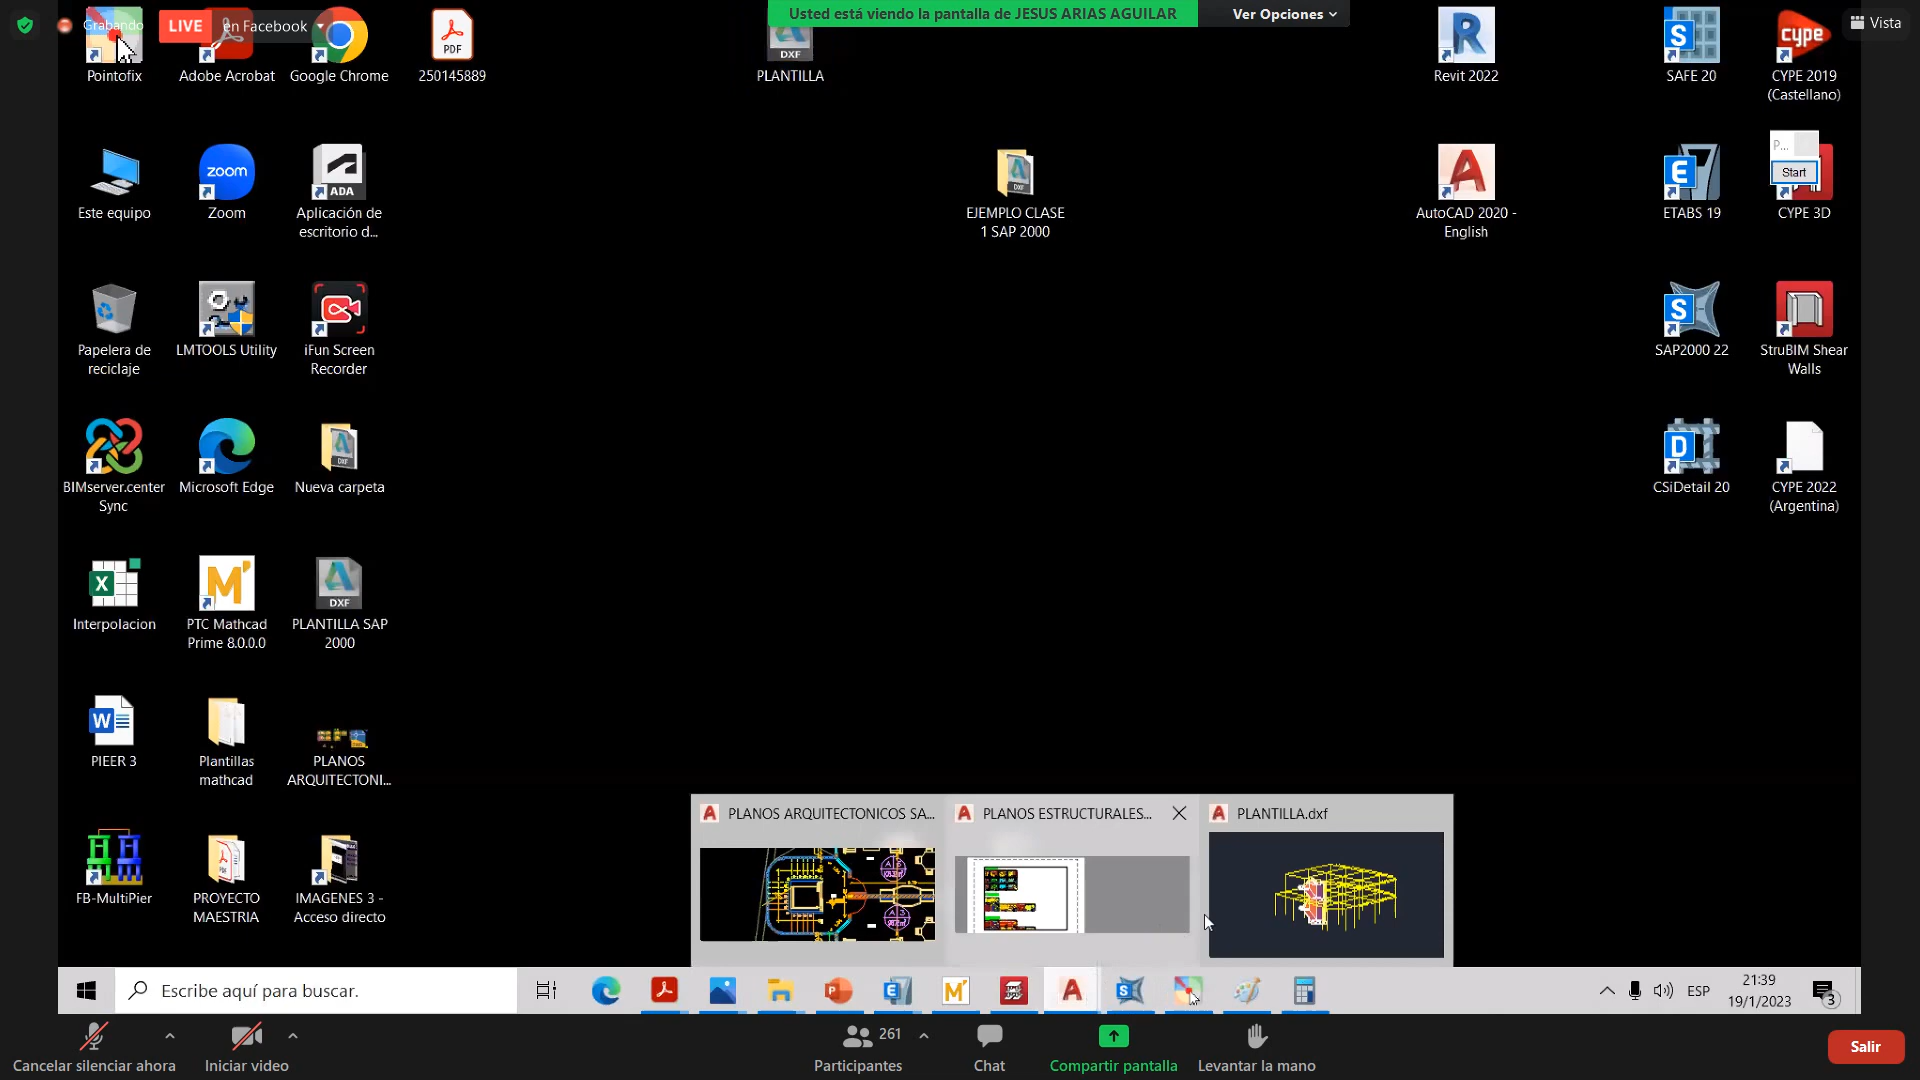 Grabando
LIVE
en Facebook
Usted está viendo la pantalla de JESUS ARIAS AGUILAR
Ver Opciones
Vista
Pointofix
Adobe Acrobat
Google Chrome
PDF
250145889
DXF
PLANTILLA
Revit 2022
SAFE 20
cype
CYPE 2019
(Castellano)
Este equipo
zoom
Zoom
ADA
Aplicación de
escritorio d...
DXF
EJEMPLO CLASE
1 SAP 2000
AutoCAD 2020 -
English
ETABS 19
P...
Start
CYPE 3D
Papelera de
reciclaje
LMTOOLS Utility
iFun Screen
Recorder
SAP2000 22
StruBIM Shear
Walls
BIMserver.center
Sync
Microsoft Edge
DXF
Nueva carpeta
CSiDetail 20
CYPE 2022
(Argentina)
Interpolacion
PTC Mathcad
Prime 8.0.0.0
DXF
PLANTILLA SAP
2000
PIEER 3
Plantillas
mathcad
PLANOS
ARQUITECTONI...
FB-MultiPier
PROYECTO
MAESTRIA
IMAGENES 3 -
Acceso directo
PLANOS ARQUITECTONICOS SA...
PLANOS ESTRUCTURALES...
PLANTILLA.dxf
Escribe aquí para buscar.
ESP
21:39
19/1/2023
3
Cancelar silenciar ahora
Iniciar video
261
Participantes
Chat
Compartir pantalla
Levantar la mano
Salir